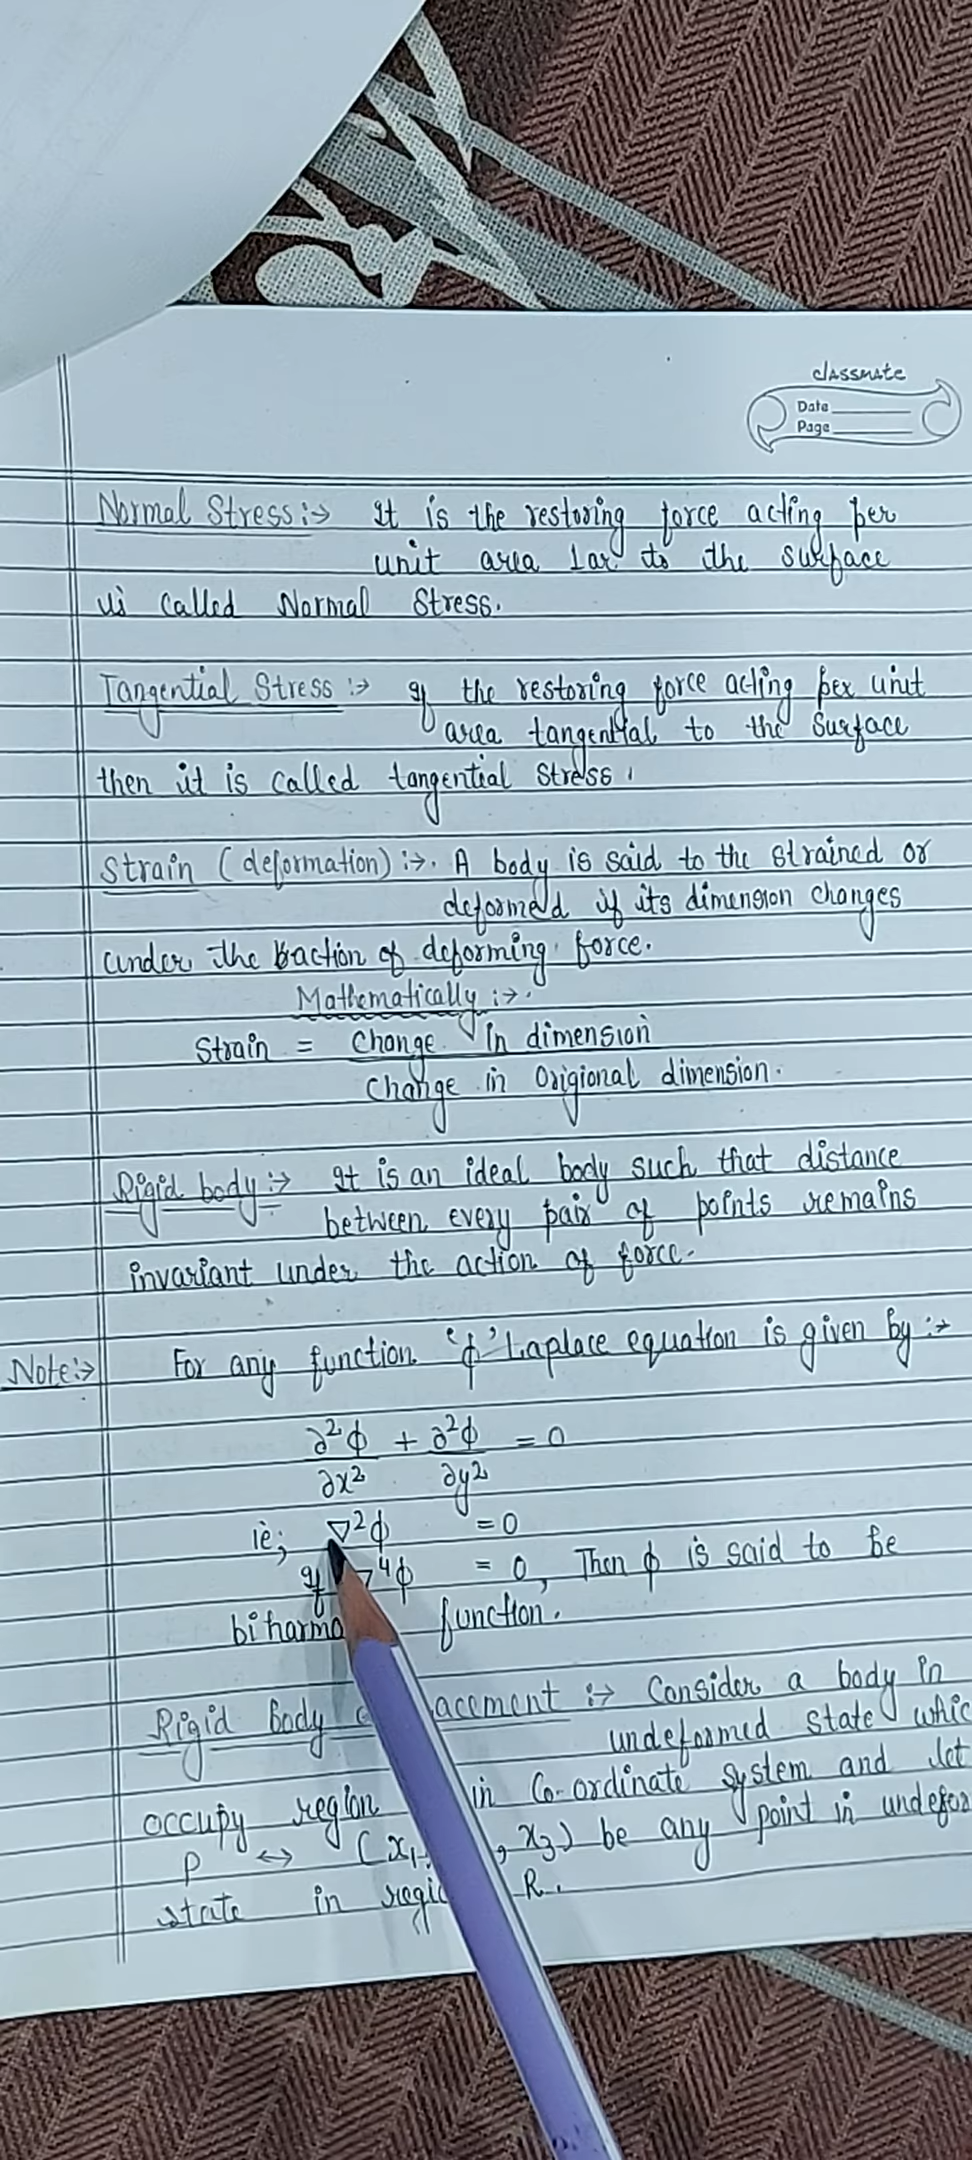 classmate
Date
Page
Normal Stress :→ It is the restoring force acting per
unit area ⊥ar to the surface
is called Normal Stress.
Tangential Stress :→ If the restoring force acting per unit
area tangential to the Surface
then it is called tangential Stress.
Strain (deformation) :→. A body is said to the strained or
deformed if its dimension changes
under the action of deforming force.
Mathematically :→.
Strain = Change In dimension
Change in Origional dimension.
Rigid body :→ It is an ideal body such that distance
between every pair of points remains
invariant under the action of force.
Note:→ For any function 'ϕ' Laplace equation is given by :→
∂²ϕ + ∂²ϕ = 0
∂x² ∂y²
ie; ∇²ϕ = 0
If ⁴ϕ = 0, Then ϕ is said to be
biharmo function.
Rigid Body acement :→ Consider a body in
undeformed state whic
occupy region in Co-ordinate system and let
P ↔ (x₁, , x₃) be any point in undefor
state in regio R.